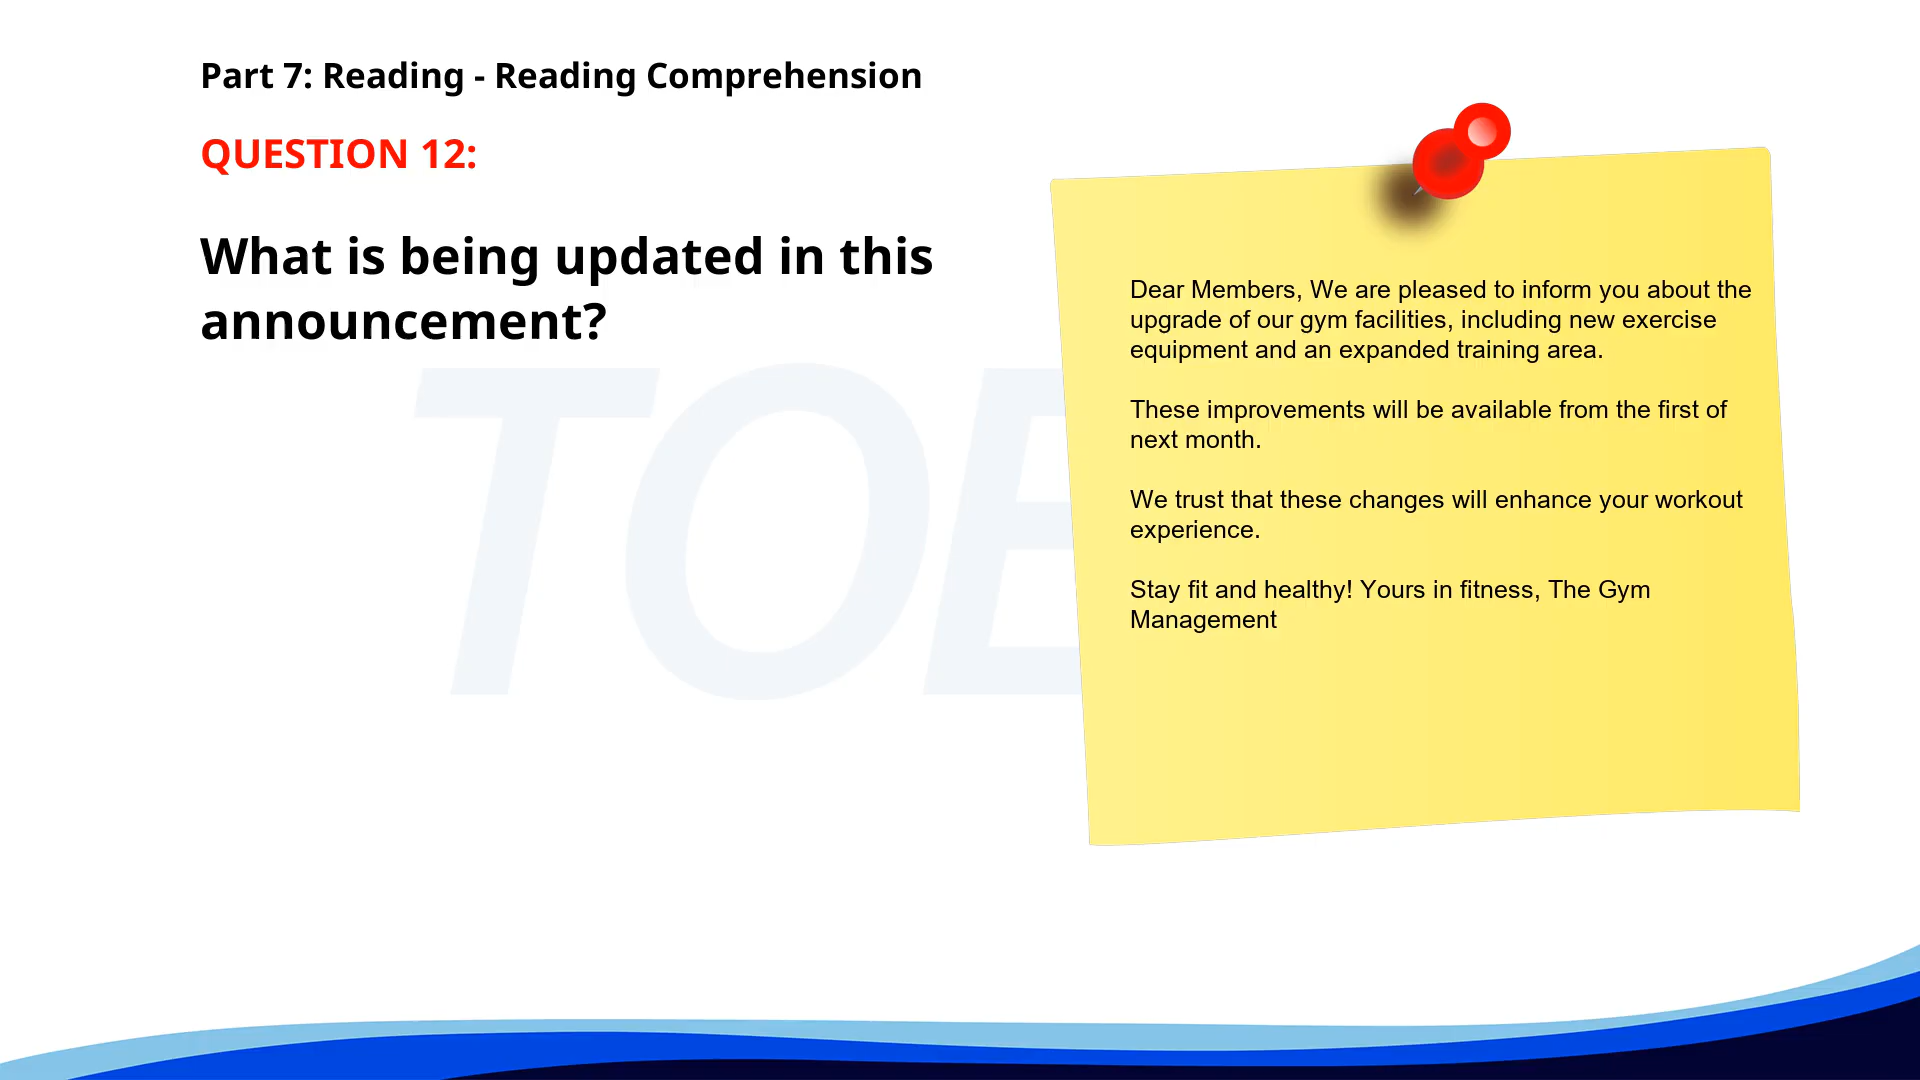 Part 7: Reading - Reading Comprehension
QUESTION 12:
What is being updated in this
announcement?
Dear Members, We are pleased to inform you about the
upgrade of our gym facilities, including new exercise
equipment and an expanded training area.
These improvements will be available from the first of
next month.
We trust that these changes will enhance your workout
experience.
Stay fit and healthy! Yours in fitness, The Gym
Management
TOE